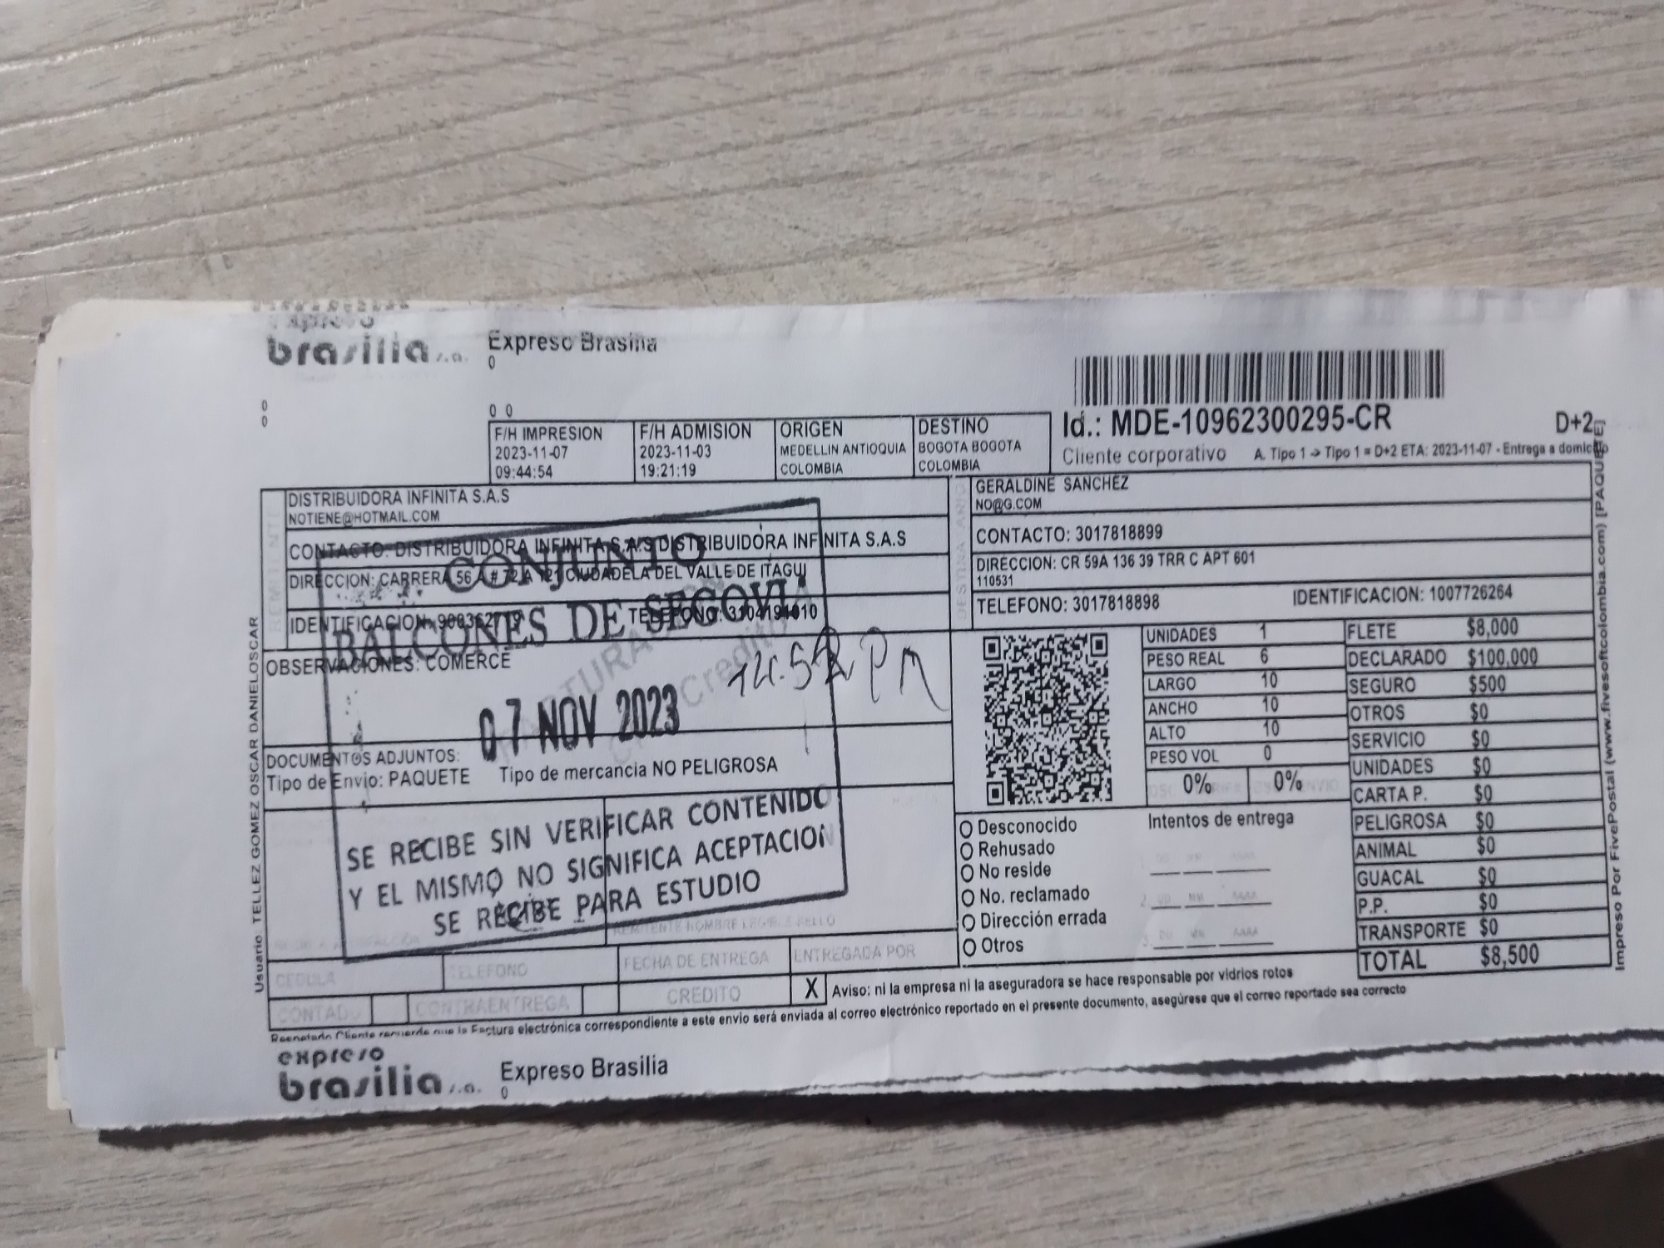 expreso
brasilia s.a.
Expreso Brasilia
0
0
0
0 0
F/H IMPRESION
2023-11-07
09:44:54
F/H ADMISION
2023-11-03
19:21:19
ORIGEN
MEDELLIN ANTIOQUIA
COLOMBIA
DESTINO
BOGOTA BOGOTA
COLOMBIA
Id.: MDE-10962300295-CR
D+2
Cliente corporativo
A. Tipo 1 -> Tipo 1 = D+2 ETA: 2023-11-07 - Entrega a domicilio
DISTRIBUIDORA INFINITA S.A.S
NOTIENE@HOTMAIL.COM
CONTACTO: DISTRIBUIDORA INFINITA S.A.S DISTRIBUIDORA INFINITA S.A.S
DIRECCION: CARRERA 56 A # 72 A 121 CIUDADELA DEL VALLE DE ITAGUI
IDENTIFICACION:
TELEFONO:
OBSERVACIONES: COMERCE
DOCUMENTOS ADJUNTOS:
Tipo de Envio: PAQUETE
Tipo de mercancia NO PELIGROSA
CONJUNTO
BALCONES DE SEGOVIA
07 NOV 2023
SE RECIBE SIN VERIFICAR CONTENIDO
Y EL MISMO NO SIGNIFICA ACEPTACION
SE RECIBE PARA ESTUDIO
REMITENTE
DESTINATARIO
GERALDINE SANCHEZ
NO@G.COM
CONTACTO: 3017818899
DIRECCION: CR 59A 136 39 TRR C APT 601
110531
TELEFONO: 3017818898
IDENTIFICACION: 1007726264
UNIDADES 1
PESO REAL 6
LARGO 10
ANCHO 10
ALTO 10
PESO VOL 0
0% 0%
FLETE $8,000
DECLARADO $100,000
SEGURO $500
OTROS $0
SERVICIO $0
UNIDADES $0
CARTA P. $0
PELIGROSA $0
ANIMAL $0
GUACAL $0
P.P. $0
TRANSPORTE $0
TOTAL $8,500
Desconocido
Rehusado
No reside
No. reclamado
Dirección errada
Otros
Intentos de entrega
CEDULA
TELEFONO
FECHA DE ENTREGA
ENTREGADA POR
CONTADO
CONTRAENTREGA
CREDITO
X
Aviso: ni la empresa ni la aseguradora se hace responsable por vidrios rotos
Respetado Cliente recuerde que la Factura electrónica correspondiente a este envio será enviada al correo electrónico reportado en el presente documento, asegúrese que el correo reportado sea correcto
Usuario TELLEZ GOMEZ OSCAR DANIELOSCAR
Impreso Por FivePostal (www.fivesoftcolombia.com) [PAQUETE]
expreso
brasilia s.a.
Expreso Brasilia
0